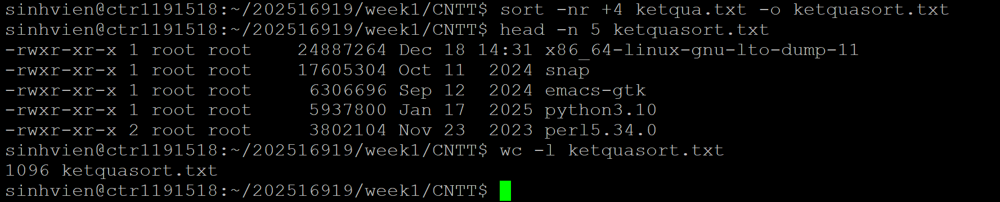 sinhvien@ctr1191518:~/202516919/week1/CNTT$ sort -nr +4 ketqua.txt -o ketquasort.txt
sinhvien@ctr1191518:~/202516919/week1/CNTT$ head -n 5 ketquasort.txt
-rwxr-xr-x 1 root root    24887264 Dec 18 14:31 x86_64-linux-gnu-lto-dump-11
-rwxr-xr-x 1 root root    17605304 Oct 11  2024 snap
-rwxr-xr-x 1 root root     6306696 Sep 12  2024 emacs-gtk
-rwxr-xr-x 1 root root     5937800 Jan 17  2025 python3.10
-rwxr-xr-x 2 root root     3802104 Nov 23  2023 perl5.34.0
sinhvien@ctr1191518:~/202516919/week1/CNTT$ wc -l ketquasort.txt
1096 ketquasort.txt
sinhvien@ctr1191518:~/202516919/week1/CNTT$